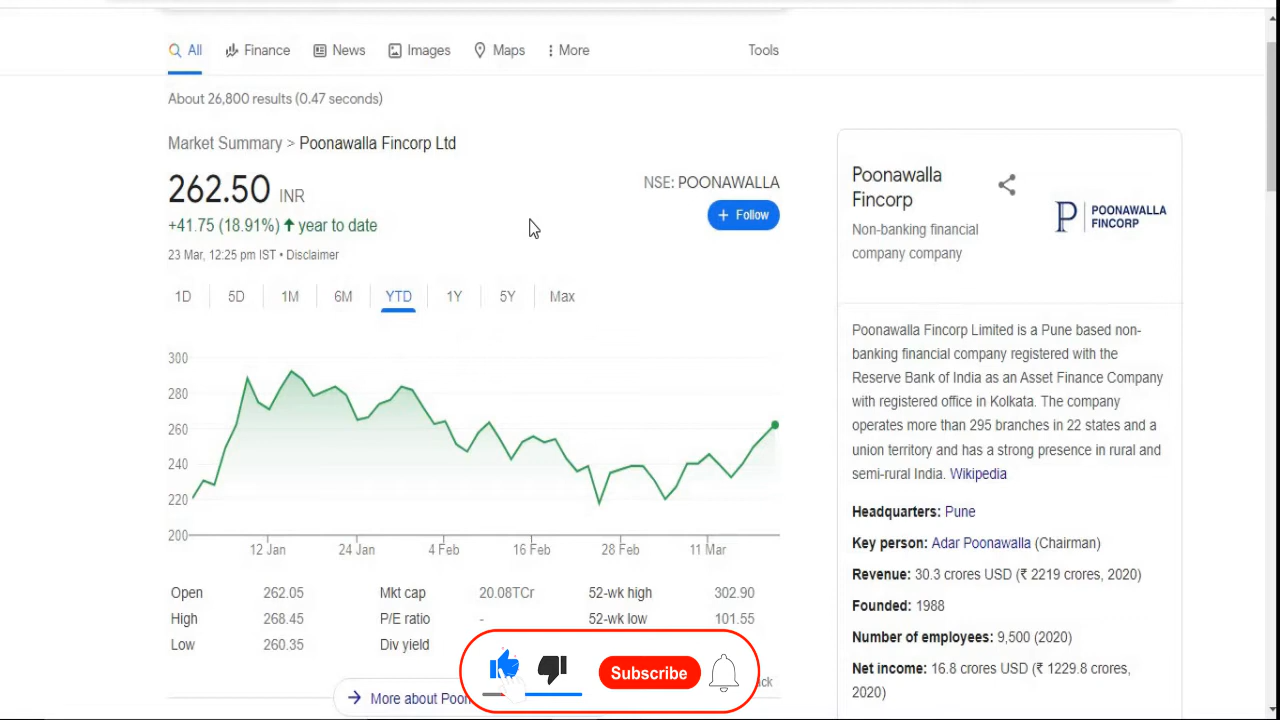 All
Finance
News
Images
Maps
More
Tools
About 26,800 results (0.47 seconds)
Market Summary > Poonawalla Fincorp Ltd
262.50 INR
+41.75 (18.91%) year to date
23 Mar, 12:25 pm IST • Disclaimer
NSE: POONAWALLA
+ Follow
1D
5D
1M
6M
YTD
1Y
5Y
Max
300
280
260
240
220
200
12 Jan
24 Jan
4 Feb
16 Feb
28 Feb
11 Mar
Open 262.05
High 268.45
Low 260.35
Mkt cap 20.08TCr
P/E ratio -
Div yield
52-wk high 302.90
52-wk low 101.55
More about Poon
Subscribe
Poonawalla
Fincorp
Non-banking financial
company company
POONAWALLA
FINCORP
Poonawalla Fincorp Limited is a Pune based non-
banking financial company registered with the
Reserve Bank of India as an Asset Finance Company
with registered office in Kolkata. The company
operates more than 295 branches in 22 states and a
union territory and has a strong presence in rural and
semi-rural India. Wikipedia
Headquarters: Pune
Key person: Adar Poonawalla (Chairman)
Revenue: 30.3 crores USD (₹ 2219 crores, 2020)
Founded: 1988
Number of employees: 9,500 (2020)
Net income: 16.8 crores USD (₹ 1229.8 crores,
2020)